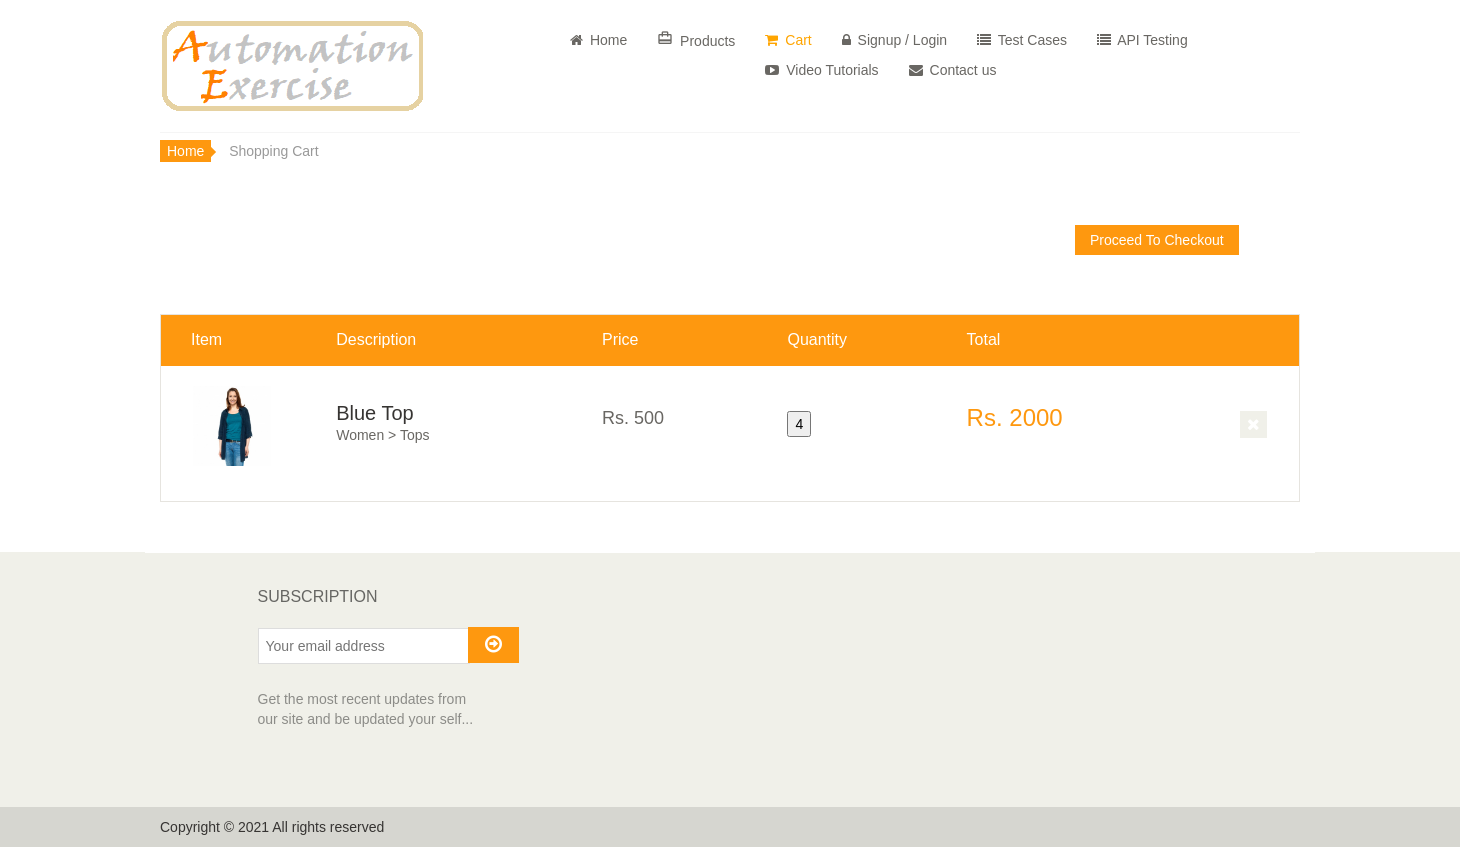 Automation
Exercise
Home Products Cart Signup / Login Test Cases API Testing
Video Tutorials Contact us
Home Shopping Cart
Proceed To Checkout
Item Description Price Quantity Total
Blue Top
Women > Tops
Rs. 500
4
Rs. 2000
SUBSCRIPTION
Your email address
Get the most recent updates from
our site and be updated your self...
Copyright © 2021 All rights reserved